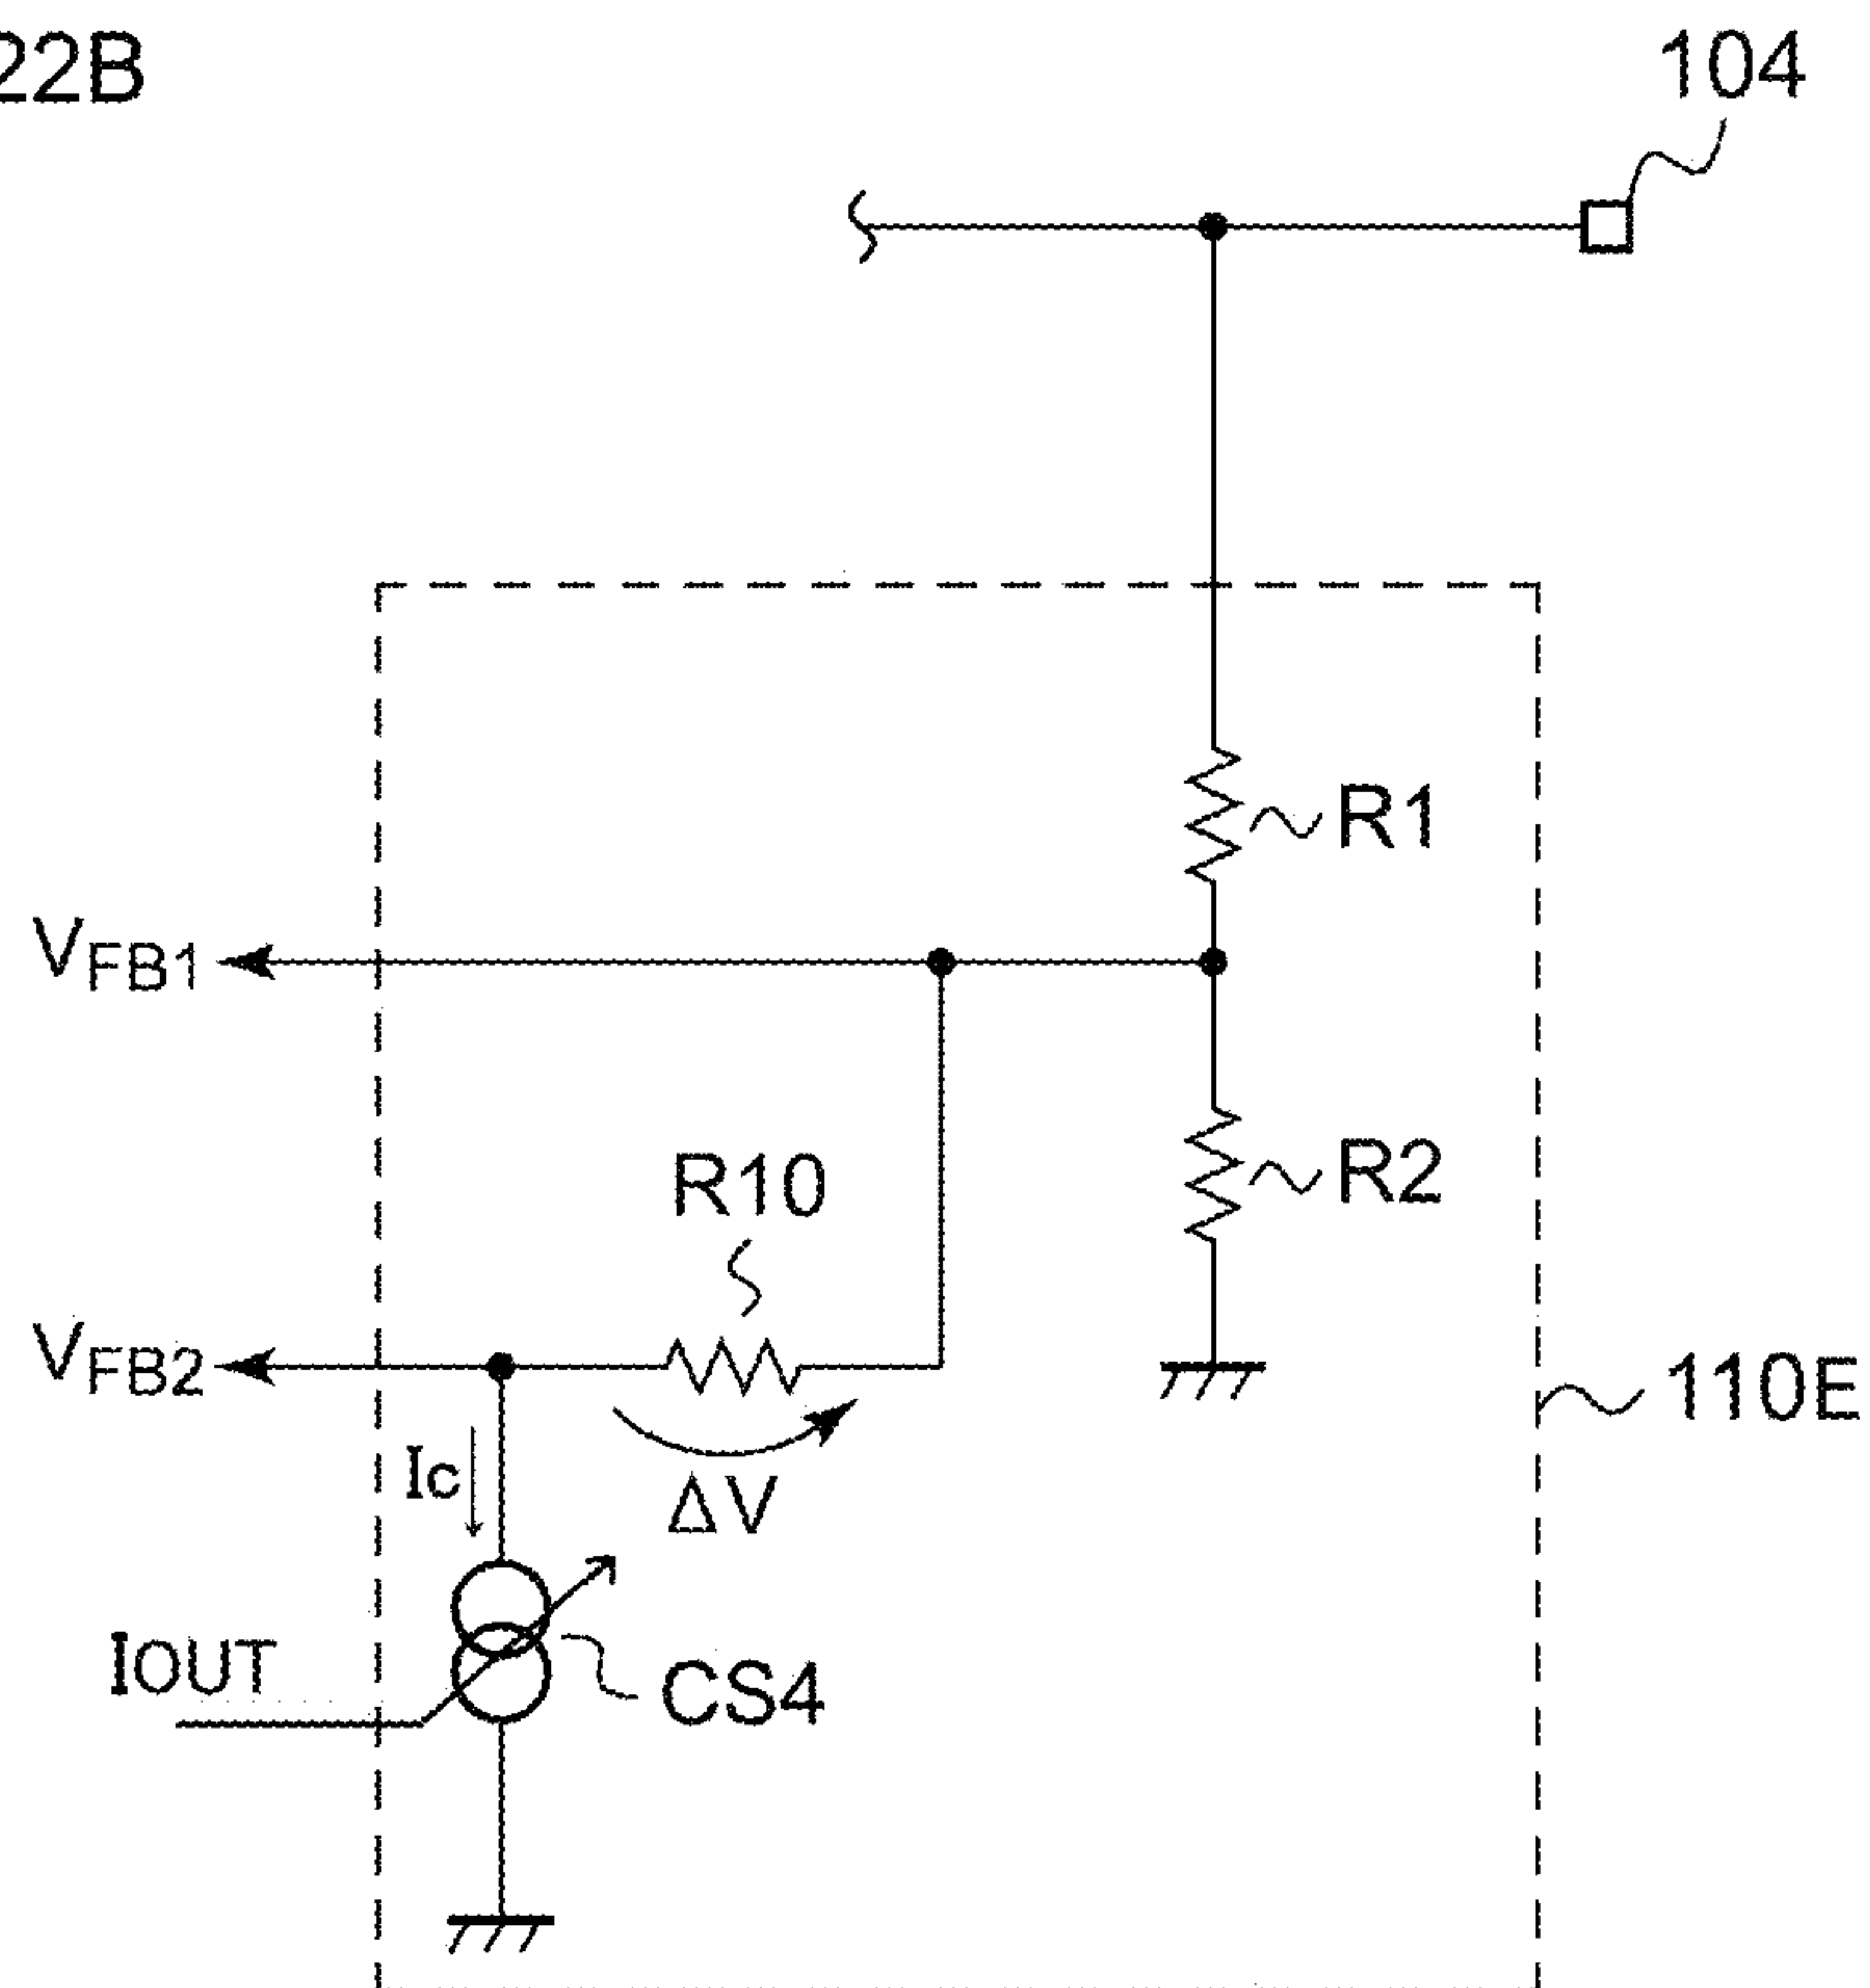 22B
104
R1
VFB1
R10
R2
VFB2
110E
Ic
ΔV
IOUT
CS4